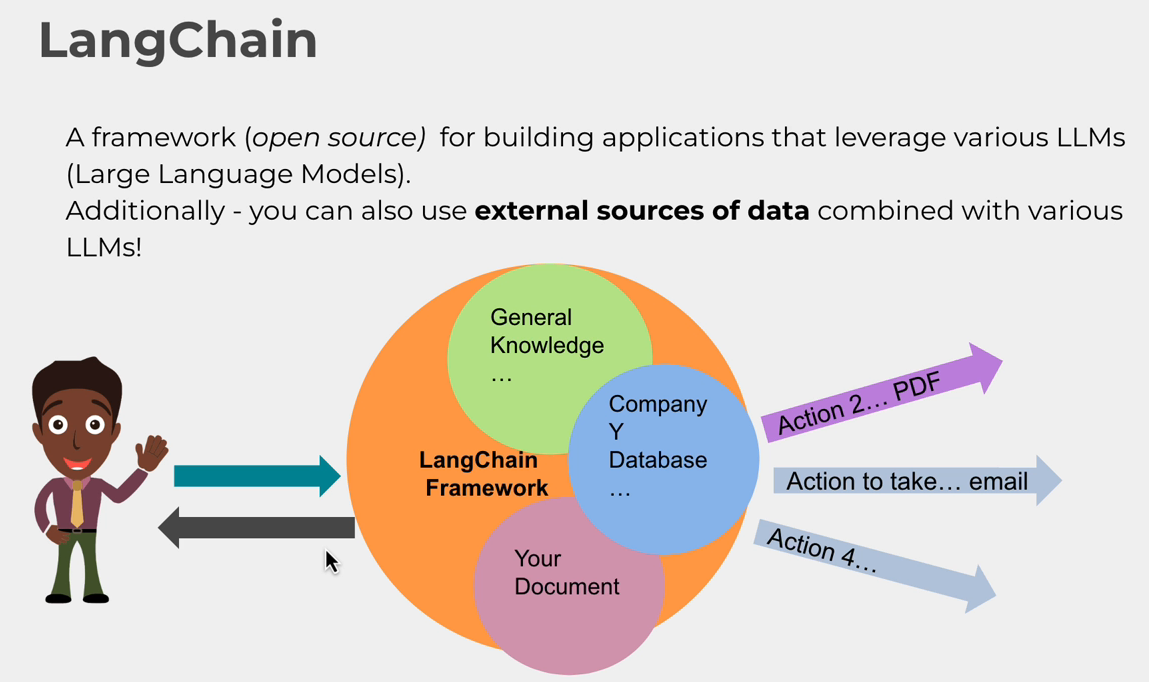 LangChain
A framework (open source) for building applications that leverage various LLMs
(Large Language Models).
Additionally - you can also use external sources of data combined with various
LLMs!
General
Knowledge
…
Company
Y
Database
…
LangChain
Framework
Your
Document
Action 2… PDF
Action to take… email
Action 4…